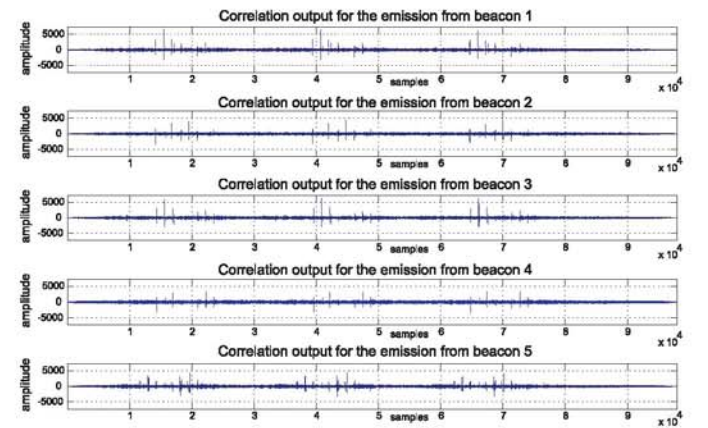 Correlation output for the emission from beacon 1
amplitude
5000
0
-5000
1 2 3 4 5 samples 6 7 8 9
x 10^4
Correlation output for the emission from beacon 2
amplitude
5000
0
-5000
1 2 3 4 5 samples 6 7 8 9
x 10^4
Correlation output for the emission from beacon 3
amplitude
5000
0
-5000
1 2 3 4 5 samples 6 7 8 9
x 10^4
Correlation output for the emission from beacon 4
amplitude
5000
0
-5000
1 2 3 4 5 samples 6 7 8 9
x 10^4
Correlation output for the emission from beacon 5
amplitude
5000
0
-5000
1 2 3 4 5 samples 6 7 8 9
x 10^4